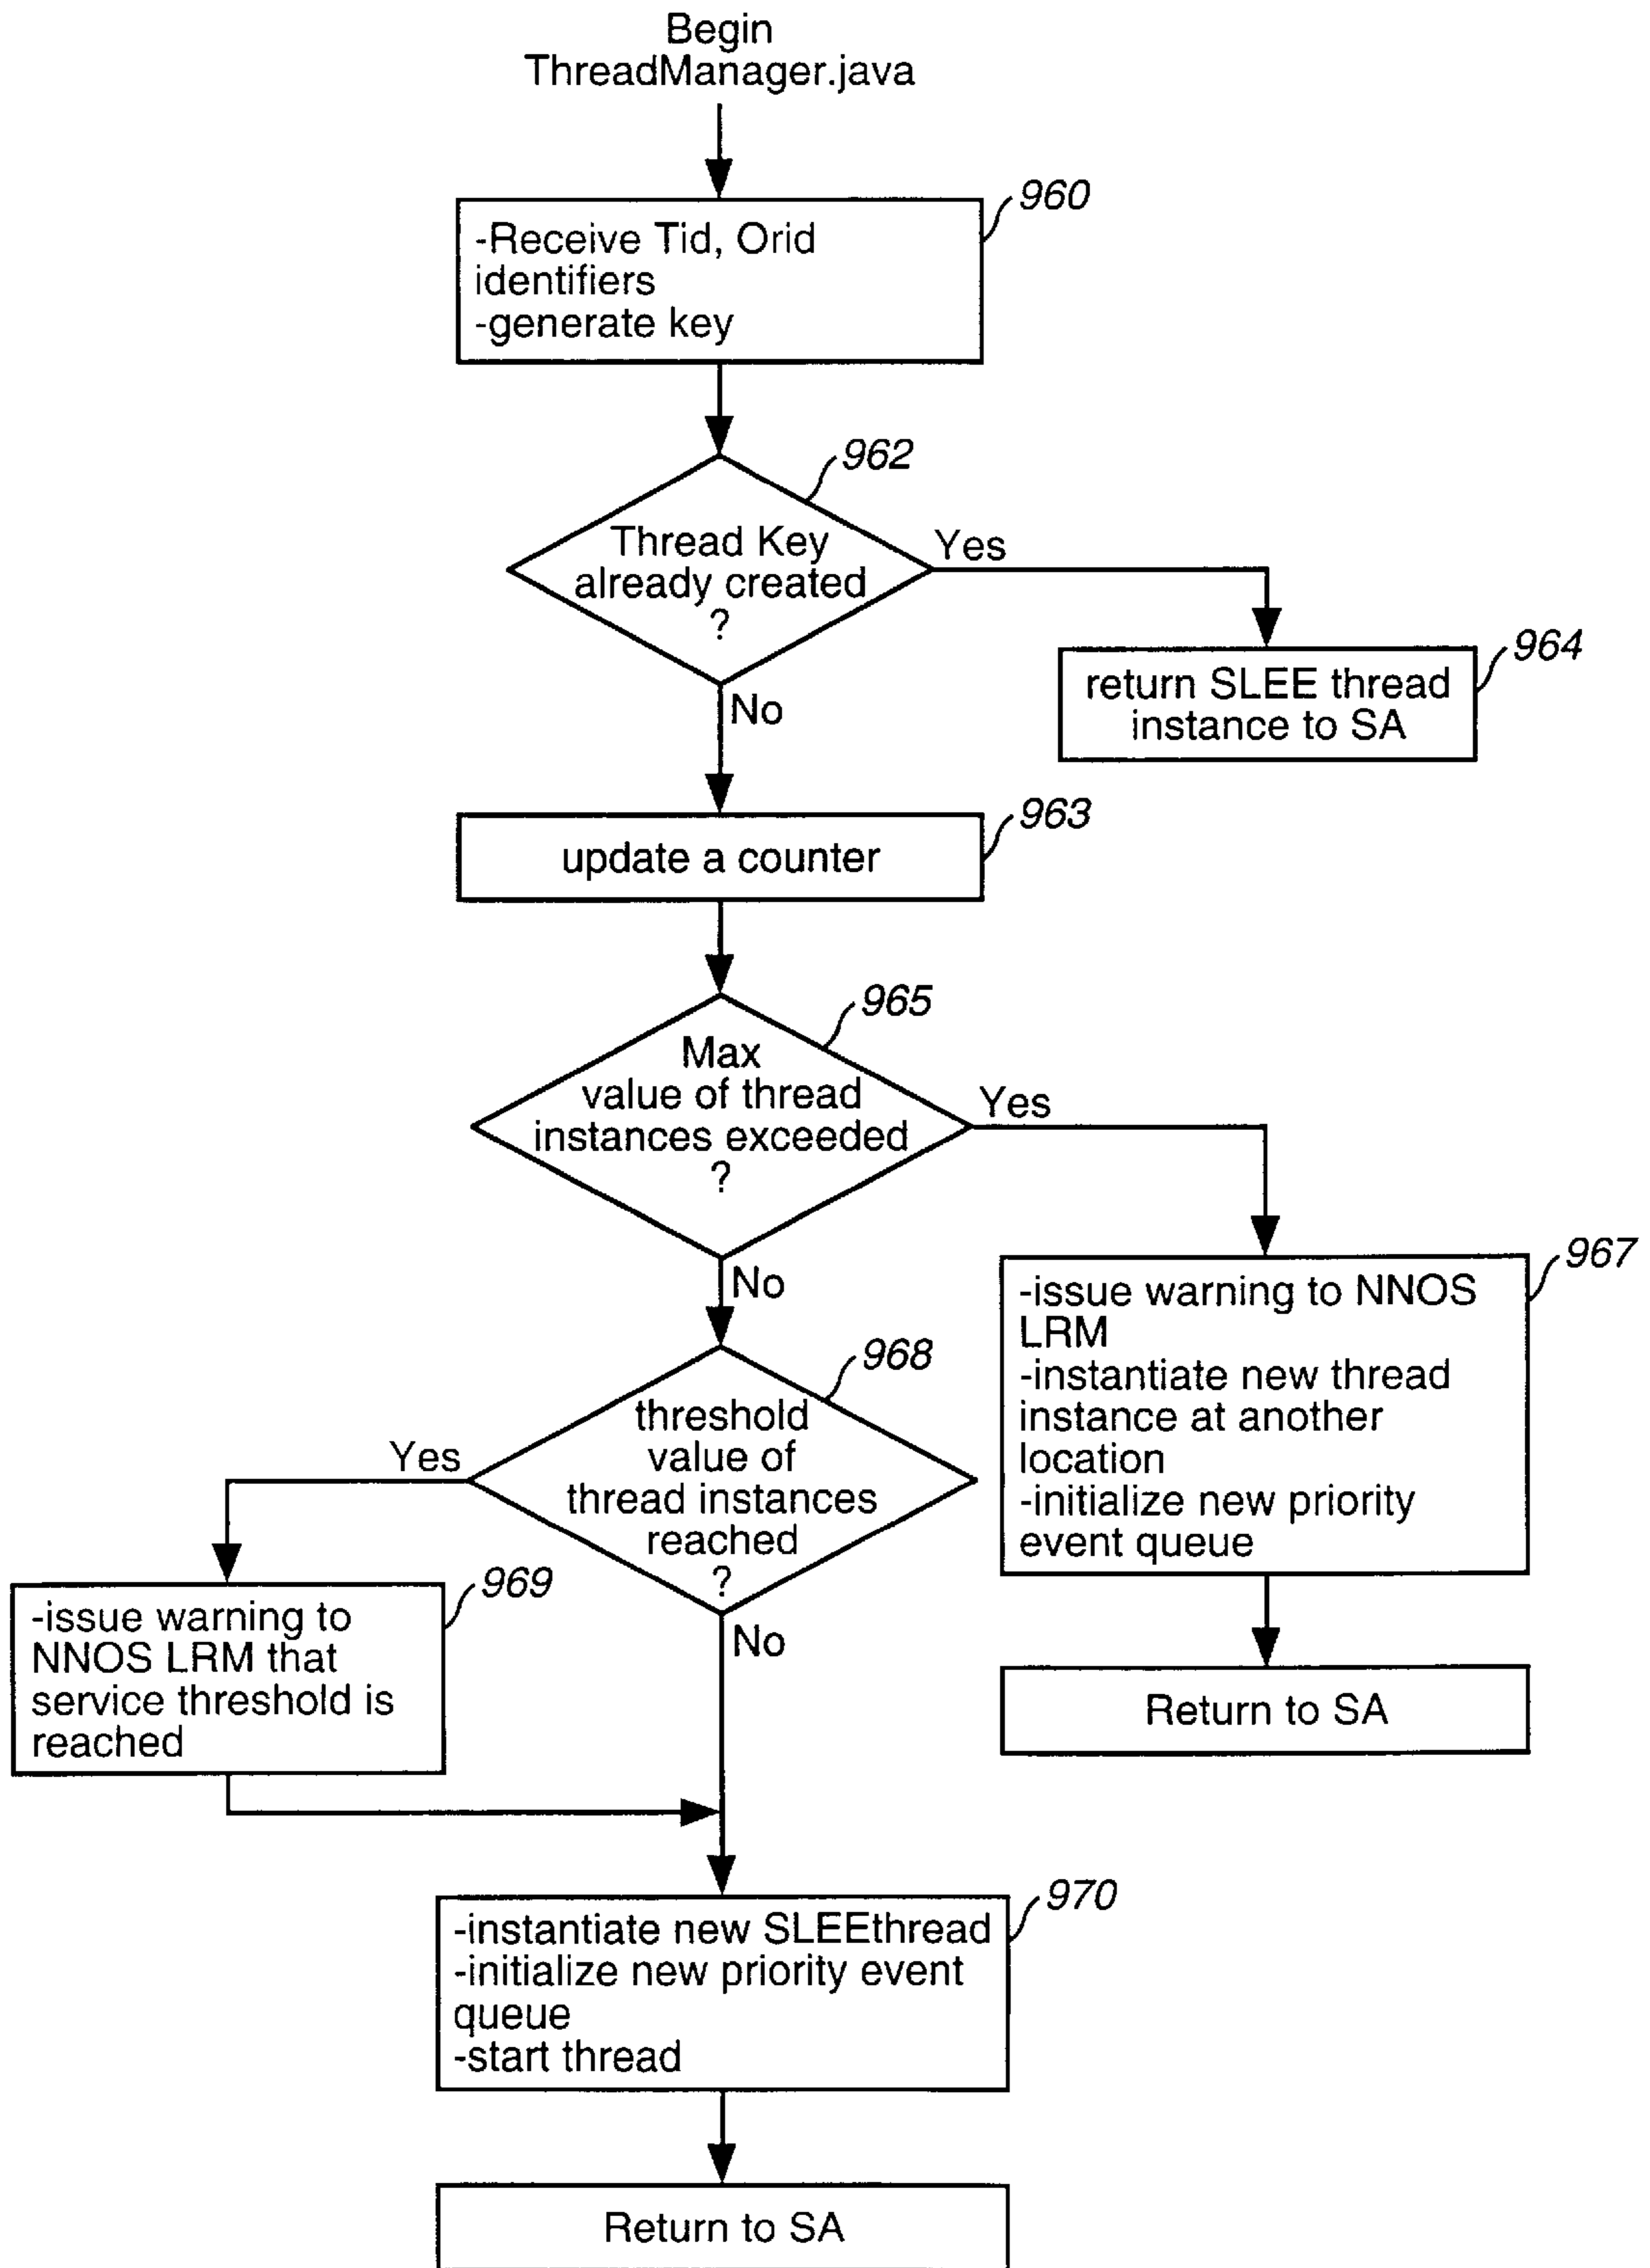 Begin
ThreadManager.java
960
-Receive Tid, Orid
identifiers
-generate key
962
Thread Key
already created
?
Yes
No
964
return SLEE thread
instance to SA
963
update a counter
965
Max
value of thread
instances exceeded
?
Yes
No
967
-issue warning to NNOS
LRM
-instantiate new thread
instance at another
location
-initialize new priority
event queue
968
threshold
value of
thread instances
reached
?
Yes
No
969
-issue warning to
NNOS LRM that
service threshold is
reached
Return to SA
970
-instantiate new SLEEthread
-initialize new priority event
queue
-start thread
Return to SA